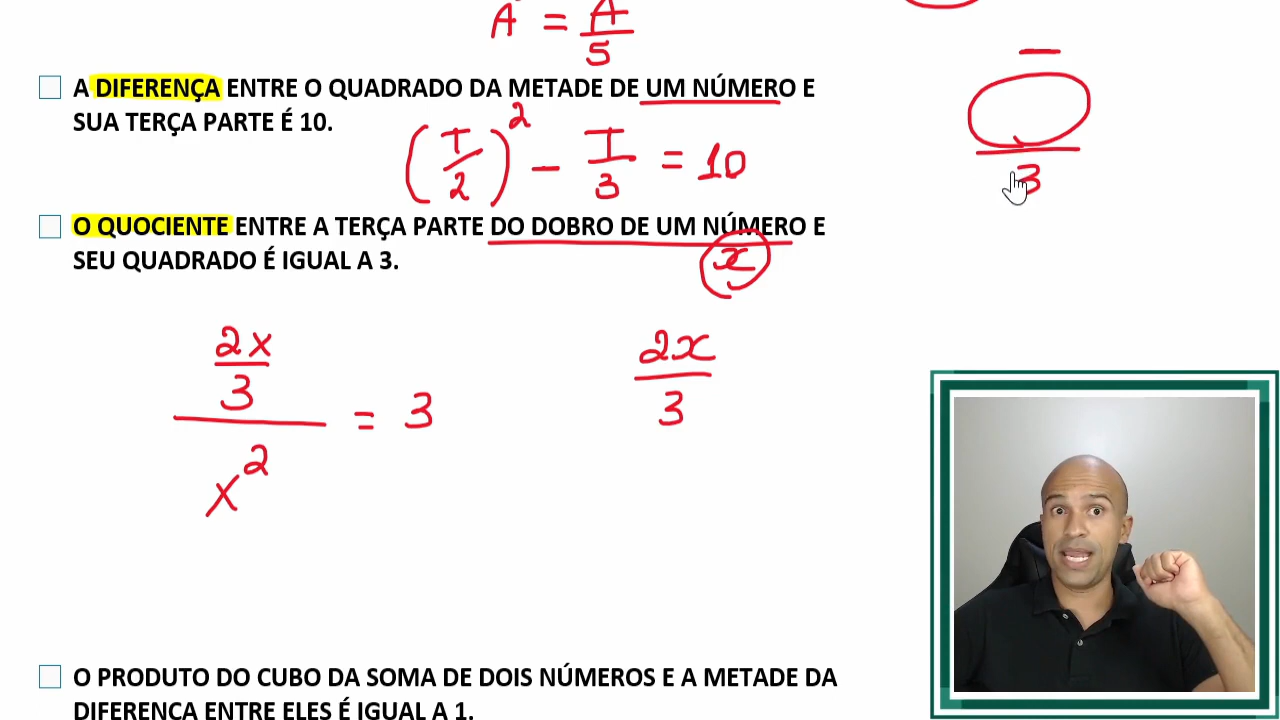 A = A/5
A DIFERENÇA ENTRE O QUADRADO DA METADE DE UM NÚMERO E
SUA TERÇA PARTE É 10.
(T/2)² - T/3 = 10
3
O QUOCIENTE ENTRE A TERÇA PARTE DO DOBRO DE UM NÚMERO E
SEU QUADRADO É IGUAL A 3.
x
2x
3
x² = 3
2x
3
O PRODUTO DO CUBO DA SOMA DE DOIS NÚMEROS E A METADE DA
DIFERENÇA ENTRE ELES É IGUAL A 1.